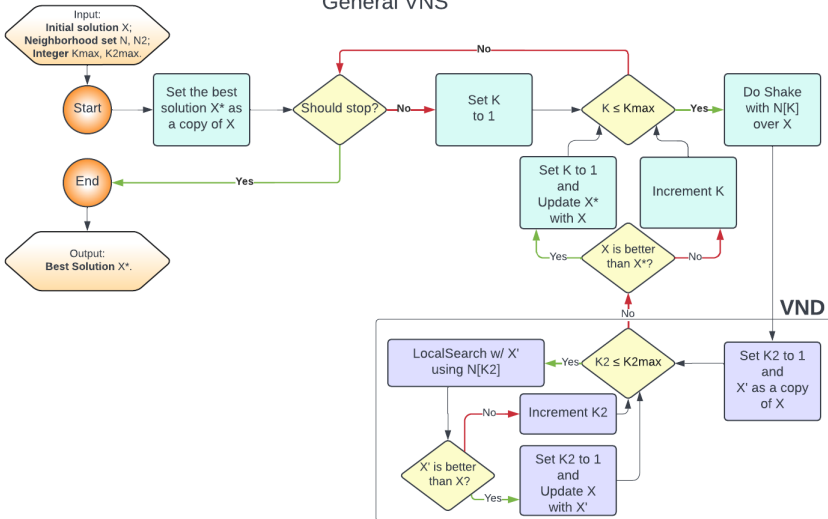 General VNS
Input:
Initial solution X;
Neighborhood set N, N2;
Integer Kmax, K2max.
Start
Set the best
solution X* as
a copy of X
Should stop?
No
No
Set K
to 1
K ≤ Kmax
Yes
Do Shake
with N[K]
over X
End
Yes
Output:
Best Solution X*.
Set K to 1
and
Update X*
with X
Increment K
X is better
than X*?
Yes
No
No
VND
Set K2 to 1
and
X' as a copy
of X
K2 ≤ K2max
Yes
LocalSearch w/ X'
using N[K2]
X' is better
than X?
No
Increment K2
Yes
Set K2 to 1
and
Update X
with X'